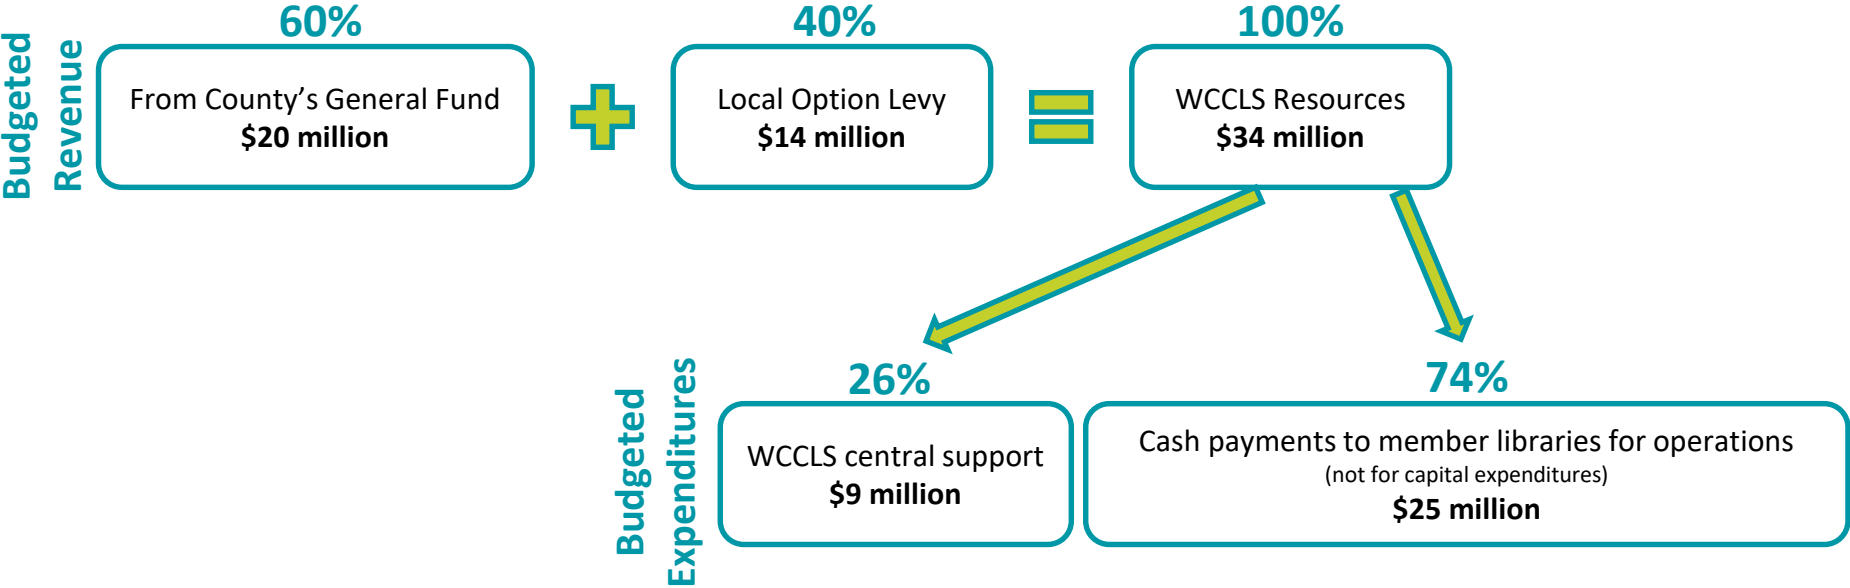 Budgeted
Revenue
60%
From County’s General Fund
$20 million
40%
Local Option Levy
$14 million
100%
WCCLS Resources
$34 million
Budgeted
Expenditures
26%
WCCLS central support
$9 million
74%
Cash payments to member libraries for operations
(not for capital expenditures)
$25 million